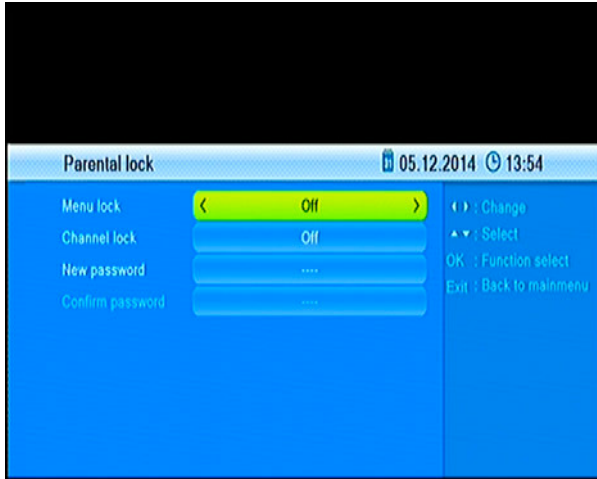 Parental lock 31 05.12.2014 13:54
Menu lock < Off > ◄ ► : Change
Channel lock Off ▲ ▼ : Select
New password ---- OK : Function select
Confirm password ---- Exit : Back to mainmenu